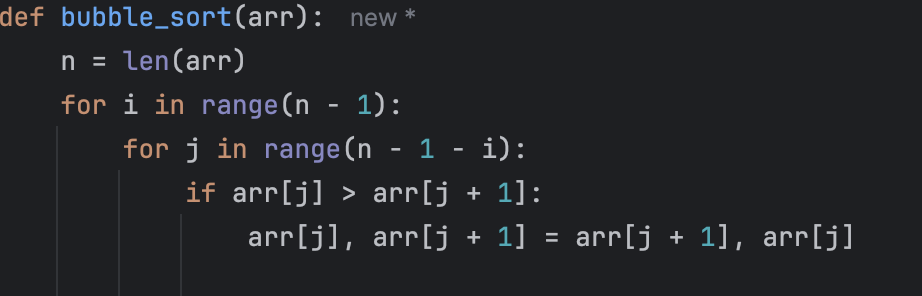 def bubble_sort(arr): new *
    n = len(arr)
    for i in range(n - 1):
        for j in range(n - 1 - i):
            if arr[j] > arr[j + 1]:
                arr[j], arr[j + 1] = arr[j + 1], arr[j]